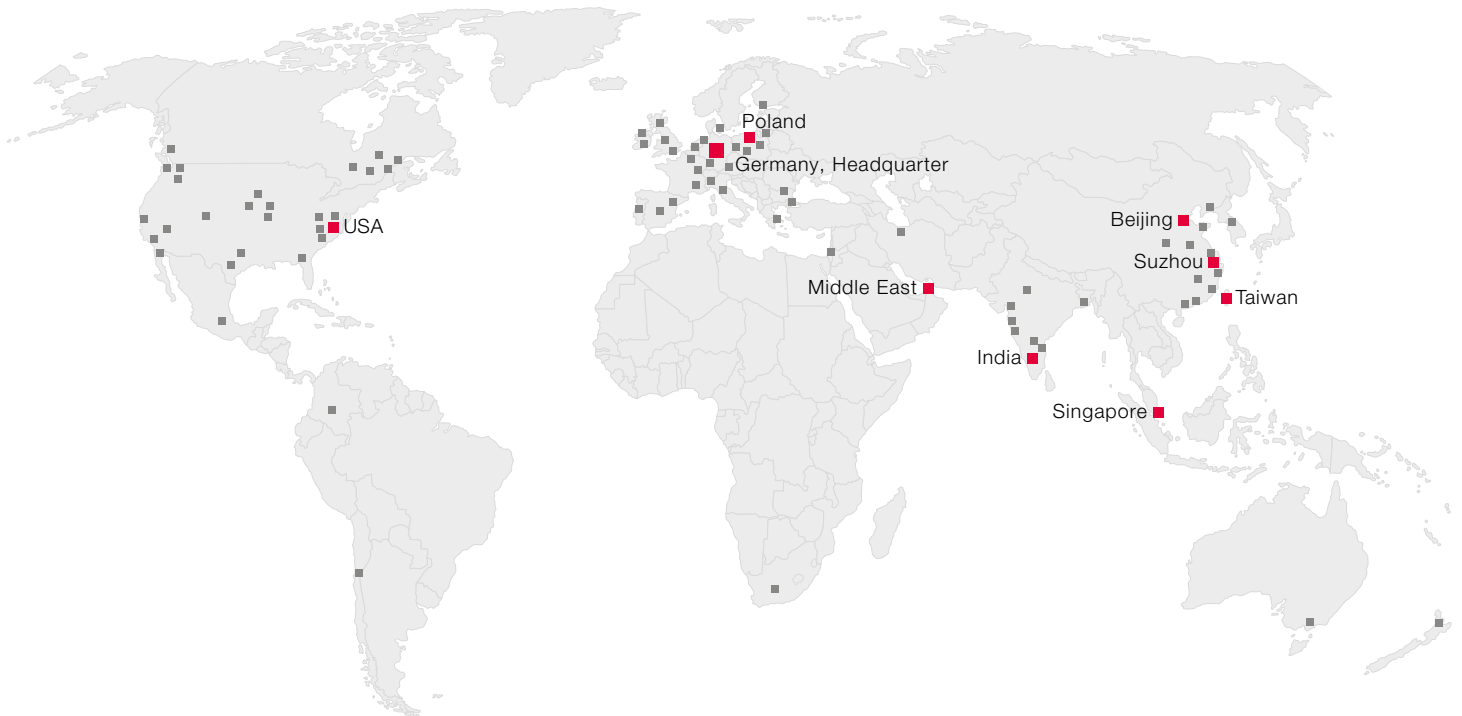 Poland
Germany, Headquarter
USA
Beijing
Suzhou
Middle East
Taiwan
India
Singapore